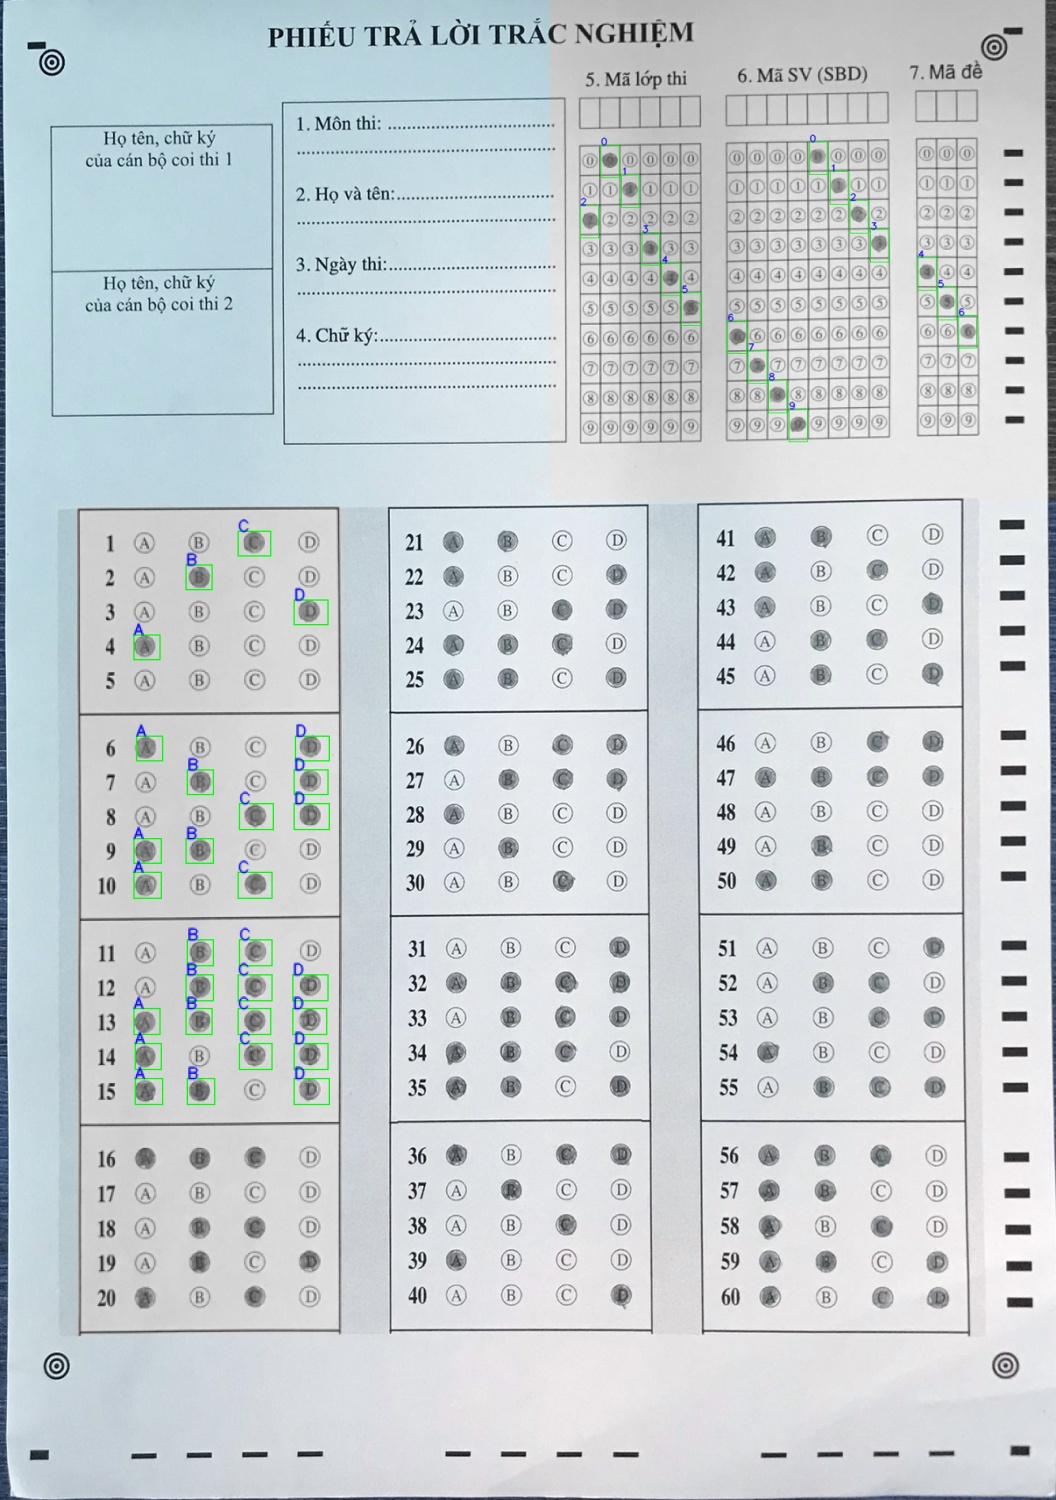 PHIẾU TRẢ LỜI TRẮC NGHIỆM
Họ tên, chữ ký
của cán bộ coi thi 1
Họ tên, chữ ký
của cán bộ coi thi 2
1. Môn thi:
2. Họ và tên:
3. Ngày thi:
4. Chữ ký:
5. Mã lớp thi
6. Mã SV (SBD)
7. Mã đề
1 A B C D
2 A B C D
3 A B C D
4 A B C D
5 A B C D
6 A B C D
7 A B C D
8 A B C D
9 A B C D
10 A B C D
11 A B C D
12 A B C D
13 A B C D
14 A B C D
15 A B C D
16 A B C D
17 A B C D
18 A B C D
19 A B C D
20 A B C D
21 A B C D
22 A B C D
23 A B C D
24 A B C D
25 A B C D
26 A B C D
27 A B C D
28 A B C D
29 A B C D
30 A B C D
31 A B C D
32 A B C D
33 A B C D
34 A B C D
35 A B C D
36 A B C D
37 A B C D
38 A B C D
39 A B C D
40 A B C D
41 A B C D
42 A B C D
43 A B C D
44 A B C D
45 A B C D
46 A B C D
47 A B C D
48 A B C D
49 A B C D
50 A B C D
51 A B C D
52 A B C D
53 A B C D
54 A B C D
55 A B C D
56 A B C D
57 A B C D
58 A B C D
59 A B C D
60 A B C D